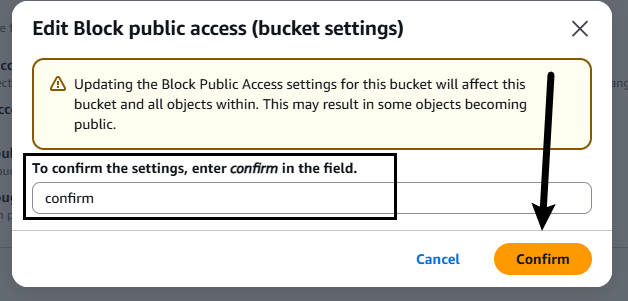 Edit Block public access (bucket settings)
Updating the Block Public Access settings for this bucket will affect this
bucket and all objects within. This may result in some objects becoming
public.
To confirm the settings, enter confirm in the field.
confirm
Cancel
Confirm